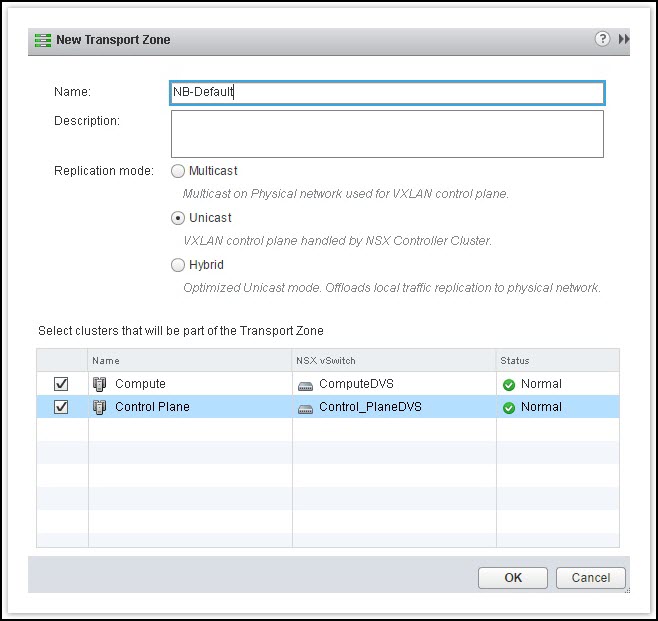 New Transport Zone ?
Name: NB-Default
Description:
Replication mode: Multicast
Multicast on Physical network used for VXLAN control plane.
Unicast
VXLAN control plane handled by NSX Controller Cluster.
Hybrid
Optimized Unicast mode. Offloads local traffic replication to physical network.
Select clusters that will be part of the Transport Zone
Name NSX vSwitch Status
Compute ComputeDVS Normal
Control Plane Control_PlaneDVS Normal
OK Cancel